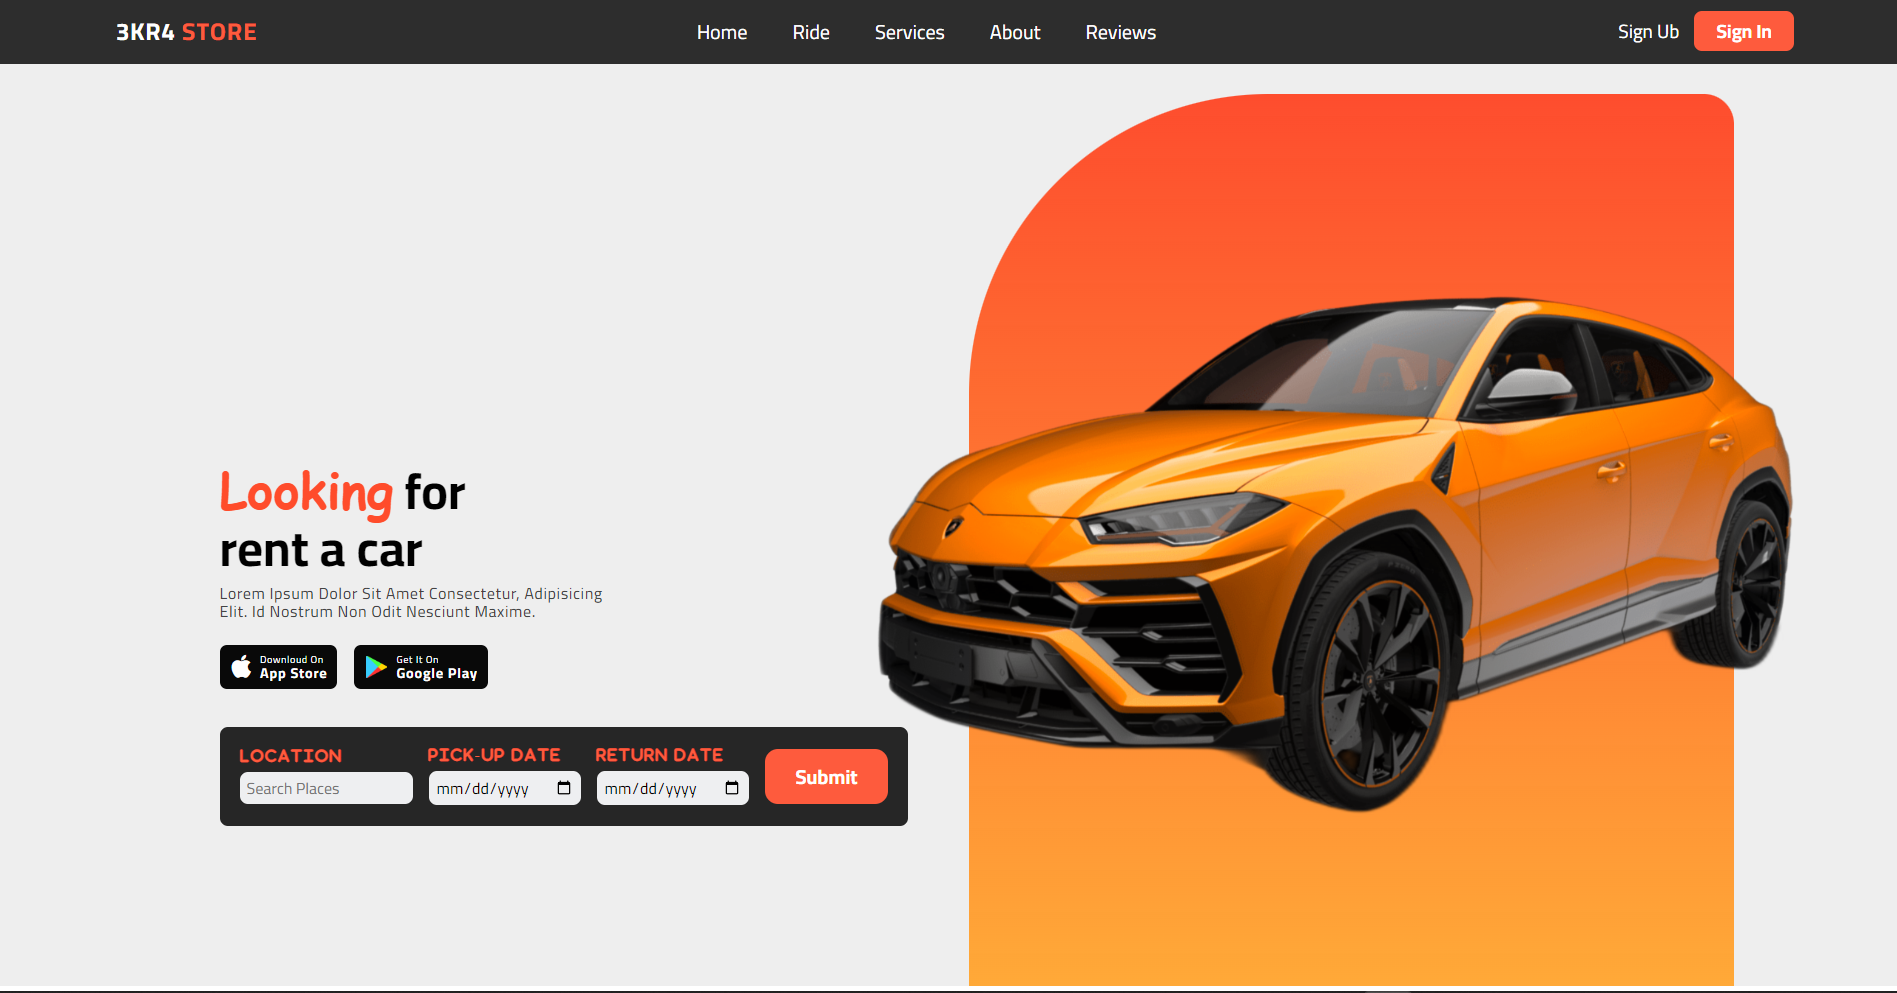 3KR4 STORE
Home Ride Services About Reviews
Sign Ub Sign In
Looking for
rent a car
Lorem Ipsum Dolor Sit Amet Consectetur, Adipisicing
Elit. Id Nostrum Non Odit Nesciunt Maxime.
Downloud On
App Store
Get It On
Google Play
LOCATION PICK-UP DATE RETURN DATE
Search Places mm/dd/yyyy mm/dd/yyyy Submit